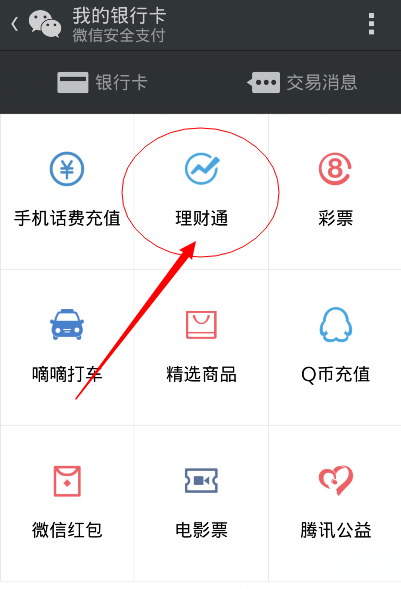 我的银行卡
微信安全支付
银行卡
交易消息
手机话费充值
理财通
彩票
嘀嘀打车
精选商品
Q币充值
微信红包
电影票
腾讯公益